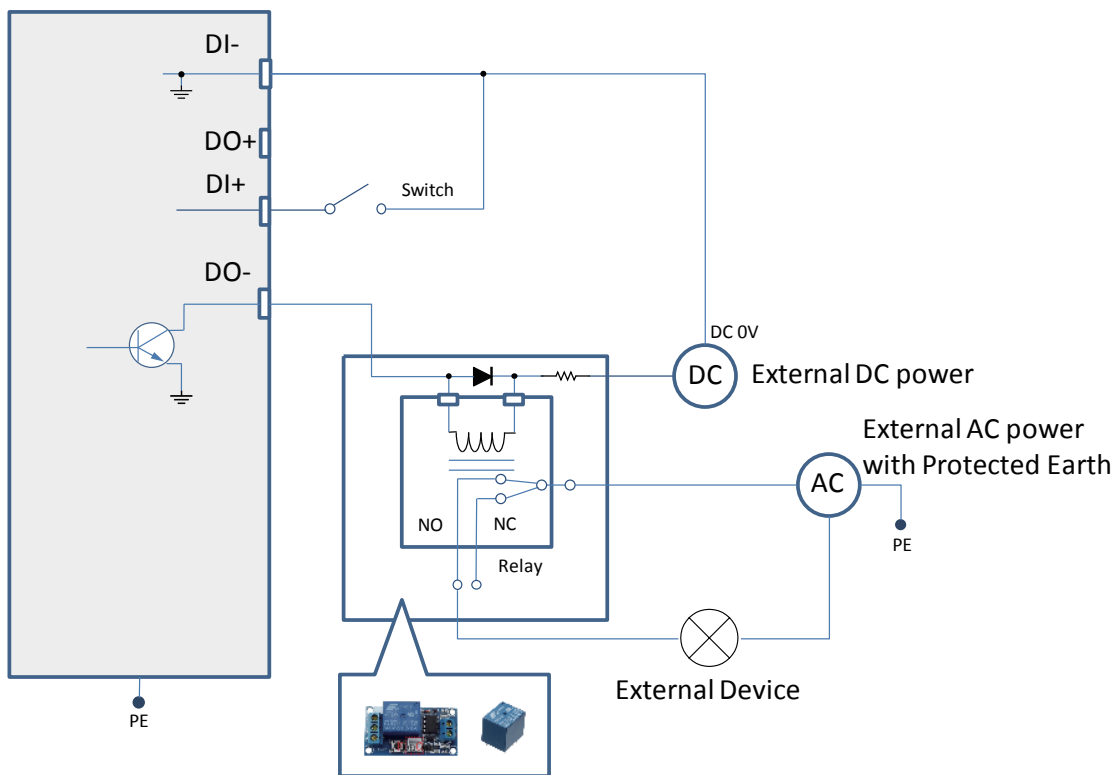 DI-
DO+
DI+
Switch
DO-
DC 0V
DC
External DC power
External AC power
with Protected Earth
AC
NO
NC
PE
Relay
External Device
PE